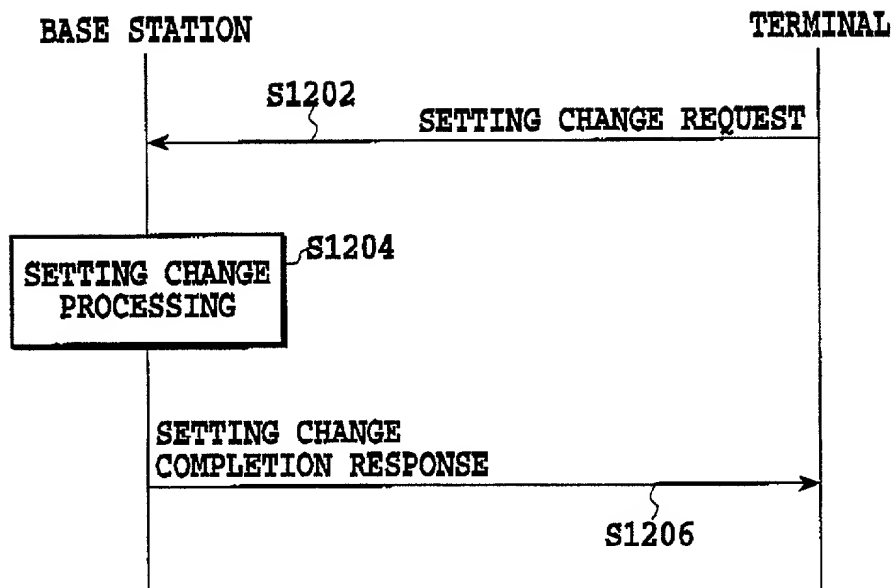 BASE STATION
TERMINAL
S1202
SETTING CHANGE REQUEST
S1204
SETTING CHANGE
PROCESSING
SETTING CHANGE
COMPLETION RESPONSE
S1206